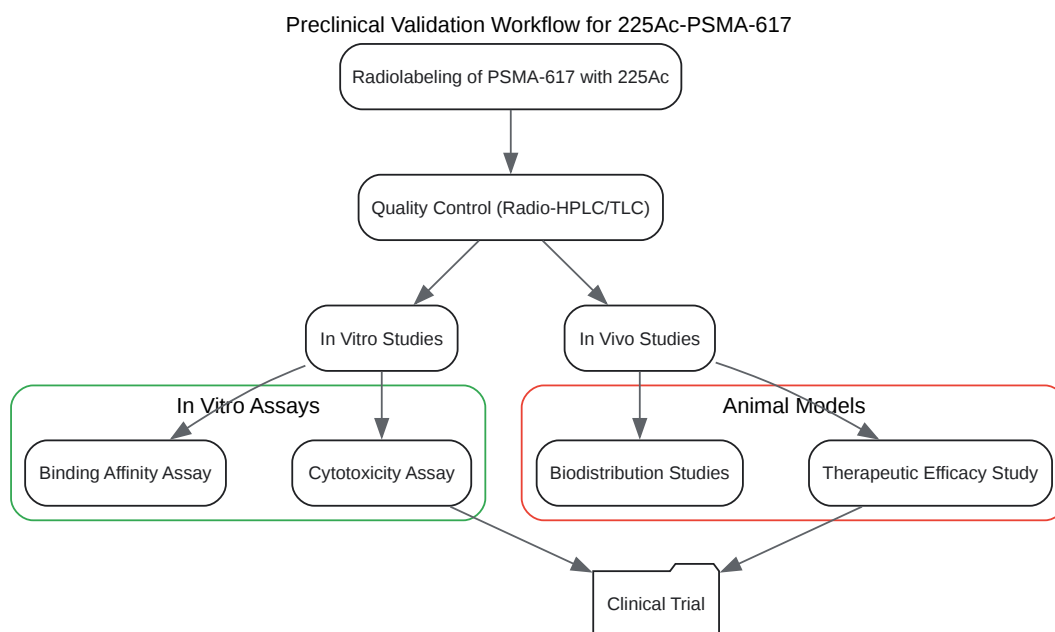 Preclinical Validation Workflow for 225Ac-PSMA-617
Radiolabeling of PSMA-617 with 225Ac
Quality Control (Radio-HPLC/TLC)
In Vitro Studies
In Vivo Studies
In Vitro Assays
Animal Models
Binding Affinity Assay
Cytotoxicity Assay
Biodistribution Studies
Therapeutic Efficacy Study
Clinical Trial